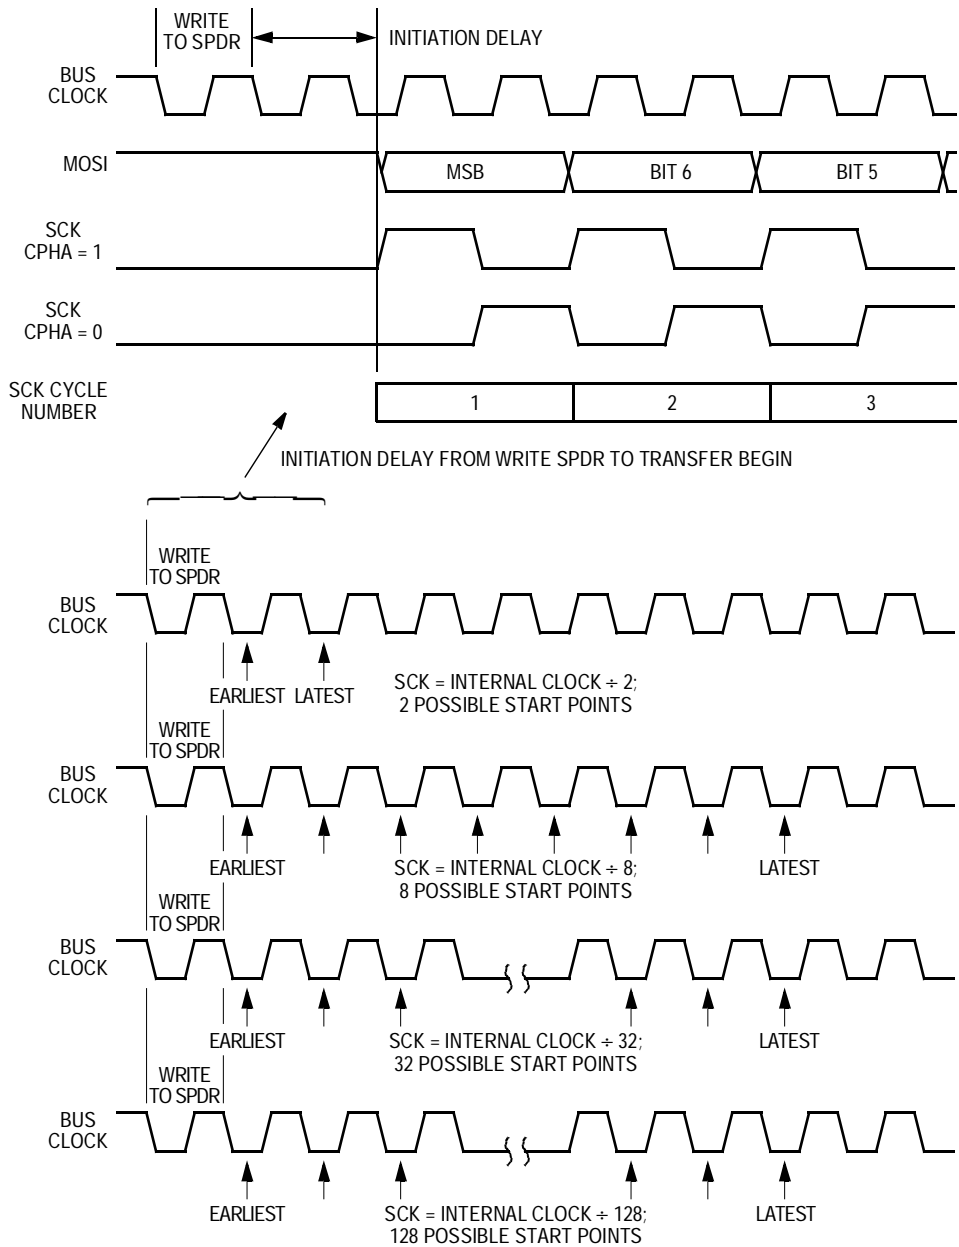 WRITE
TO SPDR
INITIATION DELAY
BUS
CLOCK
MOSI
MSB
BIT 6
BIT 5
SCK
CPHA = 1
SCK
CPHA = 0
SCK CYCLE
NUMBER
1
2
3
INITIATION DELAY FROM WRITE SPDR TO TRANSFER BEGIN
WRITE
TO SPDR
BUS
CLOCK
EARLIEST
LATEST
SCK = INTERNAL CLOCK ÷ 2;
2 POSSIBLE START POINTS
WRITE
TO SPDR
BUS
CLOCK
EARLIEST
SCK = INTERNAL CLOCK ÷ 8;
8 POSSIBLE START POINTS
LATEST
WRITE
TO SPDR
BUS
CLOCK
EARLIEST
SCK = INTERNAL CLOCK ÷ 32;
32 POSSIBLE START POINTS
LATEST
WRITE
TO SPDR
BUS
CLOCK
EARLIEST
SCK = INTERNAL CLOCK ÷ 128;
128 POSSIBLE START POINTS
LATEST